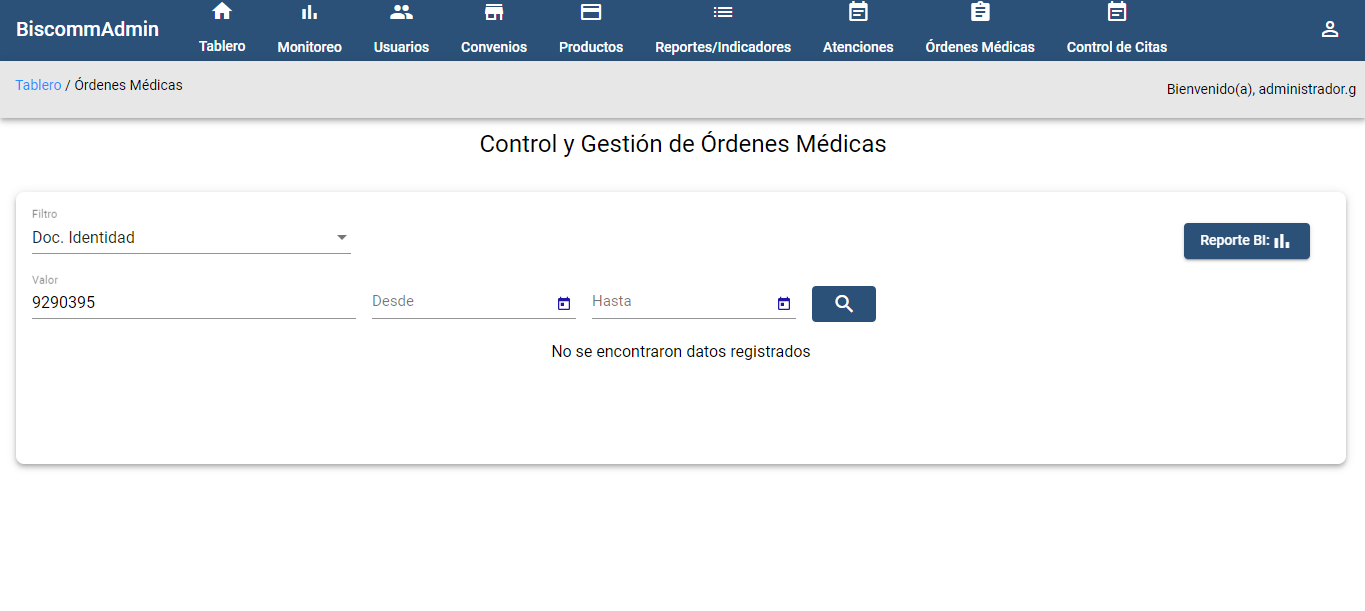 BiscommAdmin
Tablero
Monitoreo
Usuarios
Convenios
Productos
Reportes/Indicadores
Atenciones
Órdenes Médicas
Control de Citas
Tablero / Órdenes Médicas
Bienvenido(a), administrador.g
Control y Gestión de Órdenes Médicas
Filtro
Doc. Identidad
Reporte BI:
Valor
9290395
Desde
Hasta
No se encontraron datos registrados